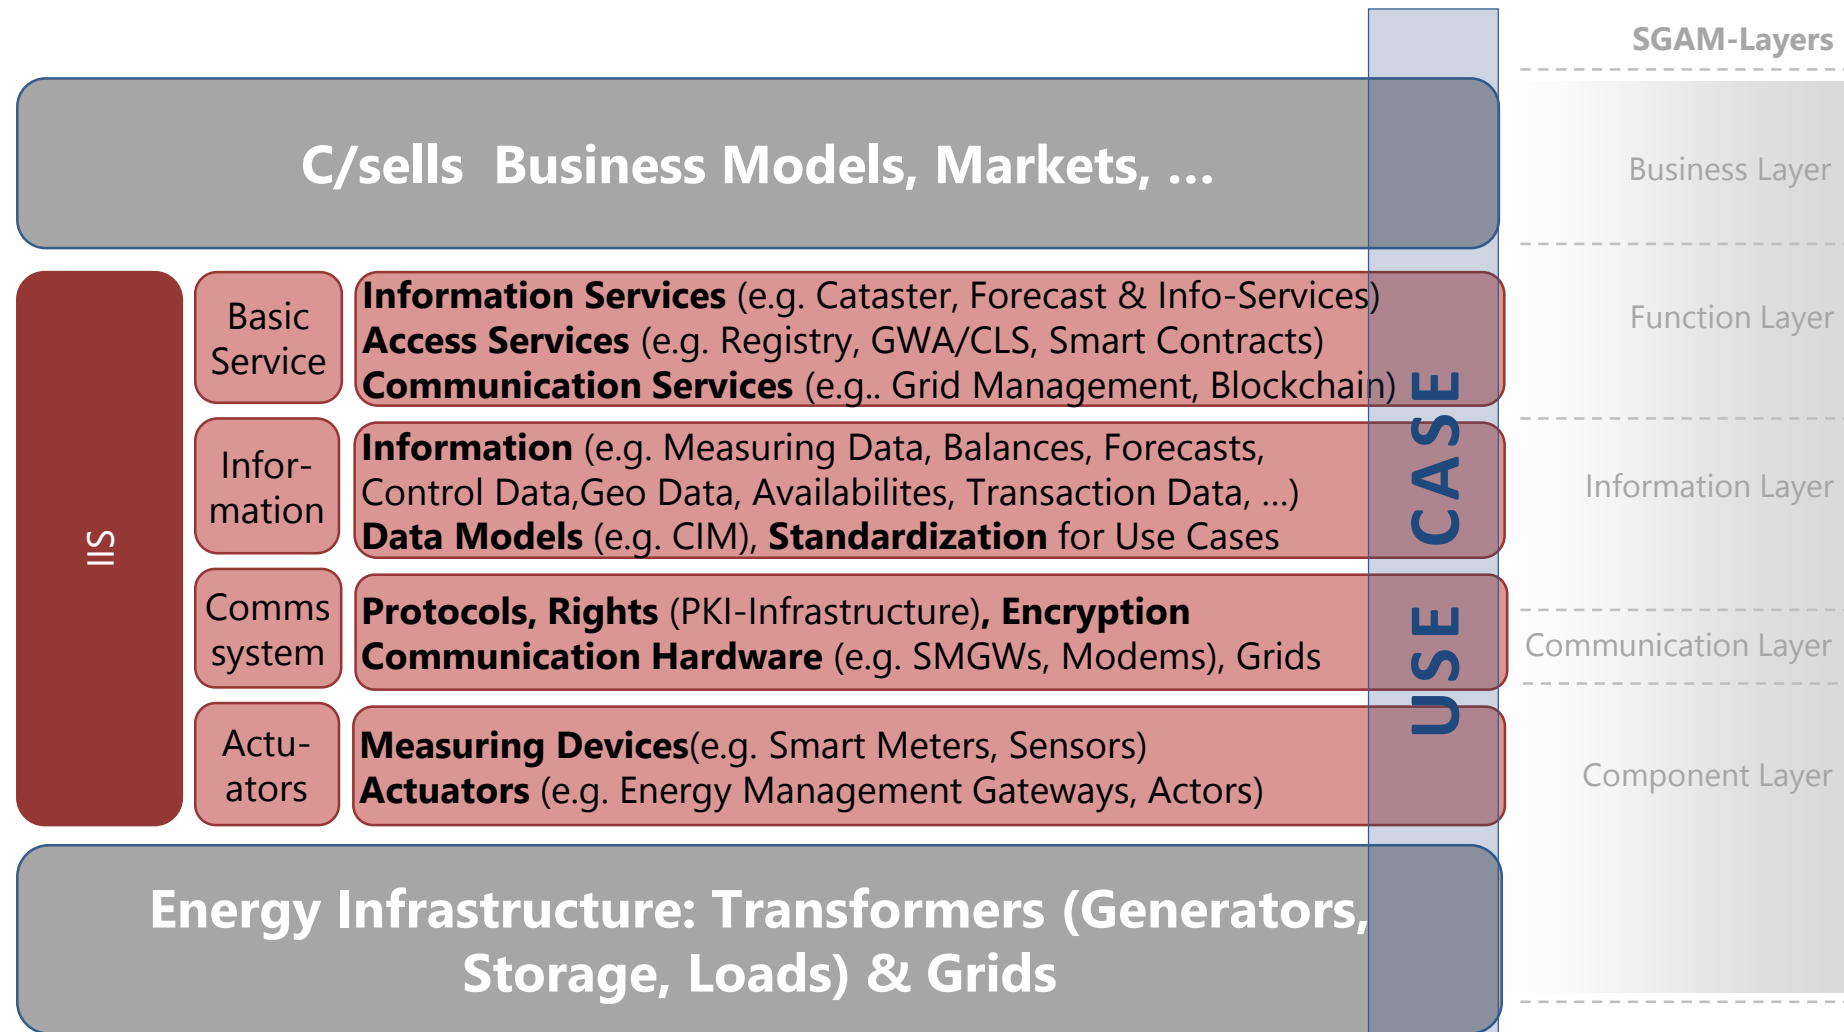 SGAM-Layers
C/sells  Business Models, Markets, ...
Business Layer
IIS
Basic
Service
Information Services (e.g. Cataster, Forecast & Info-Services)
Access Services (e.g. Registry, GWA/CLS, Smart Contracts)
Communication Services (e.g.. Grid Management, Blockchain)
Function Layer
Infor-
mation
Information (e.g. Measuring Data, Balances, Forecasts,
Control Data,Geo Data, Availabilites, Transaction Data, ...)
Data Models (e.g. CIM), Standardization for Use Cases
Information Layer
Comms
system
Protocols, Rights (PKI-Infrastructure), Encryption
Communication Hardware (e.g. SMGWs, Modems), Grids
Communication Layer
Actu-
ators
Measuring Devices(e.g. Smart Meters, Sensors)
Actuators (e.g. Energy Management Gateways, Actors)
Component Layer
USE CASE
Energy Infrastructure: Transformers (Generators,
Storage, Loads) & Grids